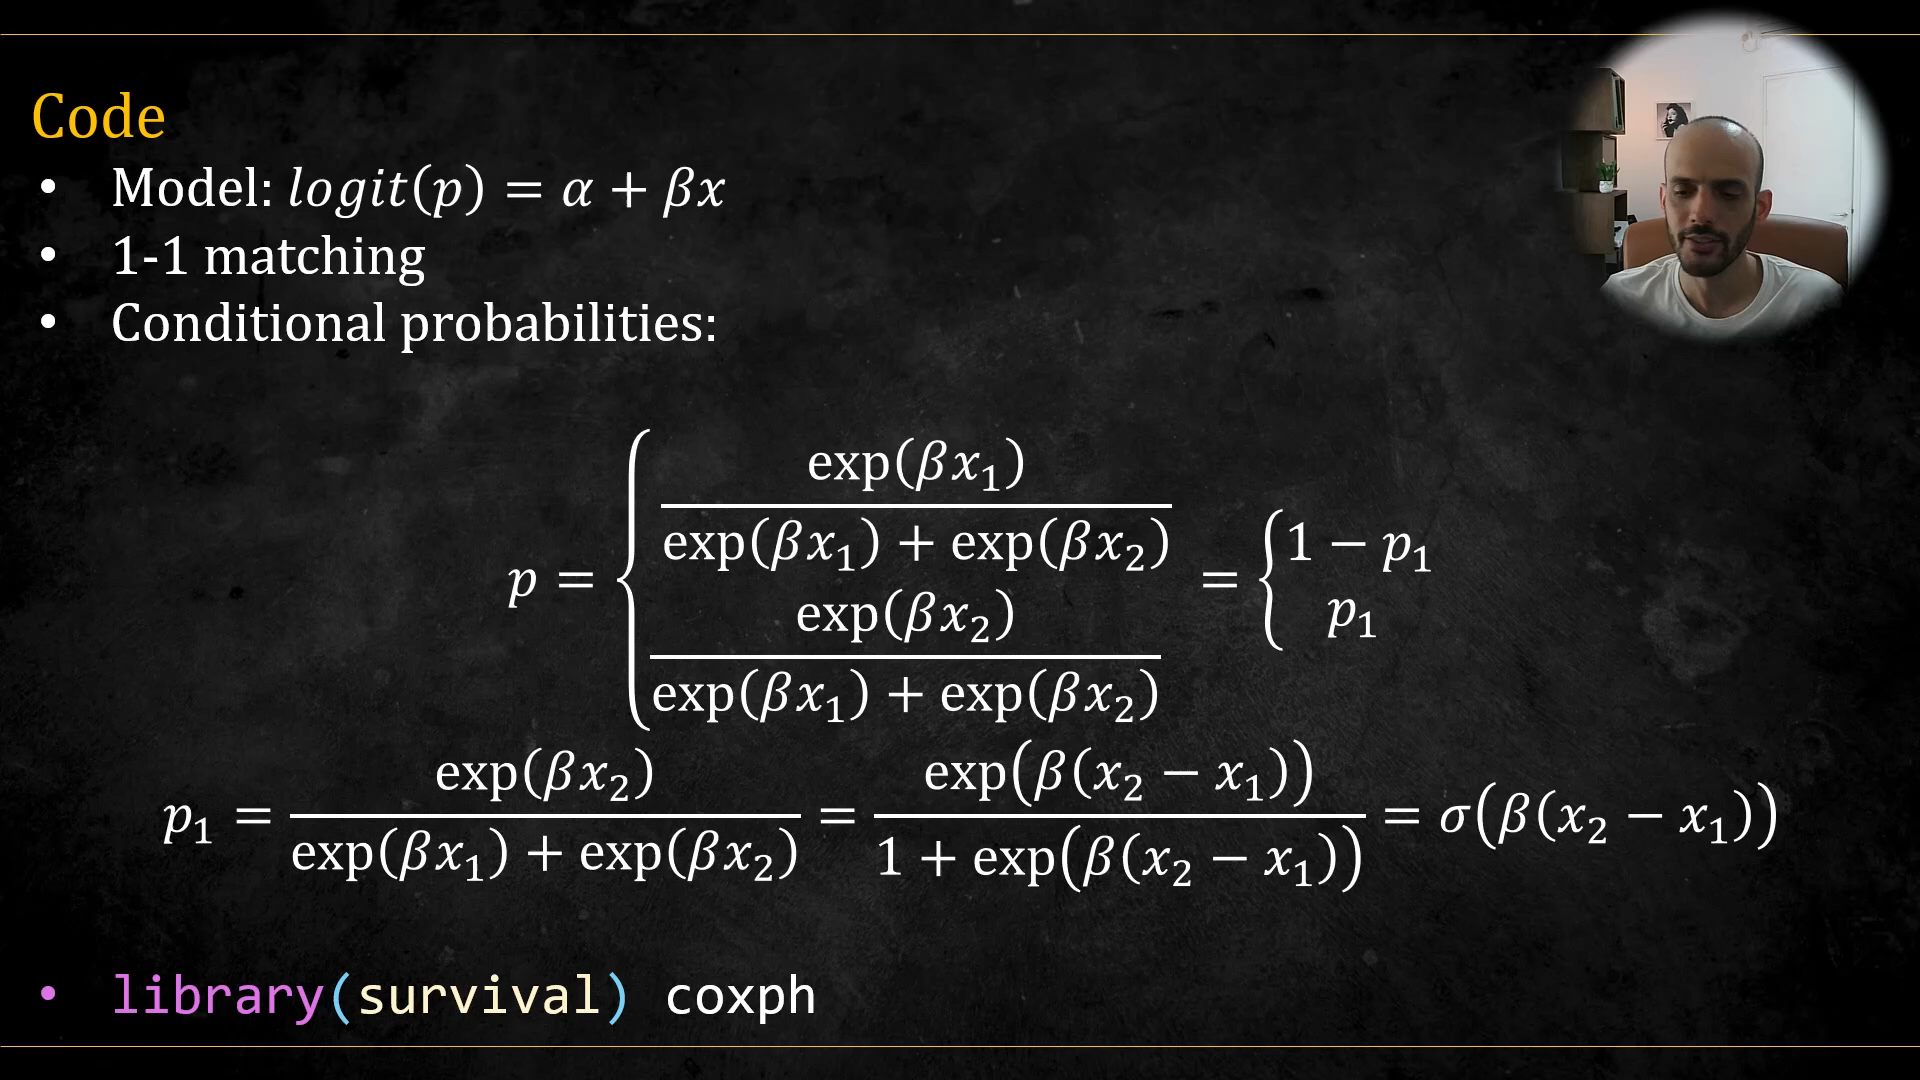 Code
• Model: 𝑙𝑜𝑔𝑖𝑡(𝑝) = 𝛼 + 𝛽𝑥
• 1-1 matching
• Conditional probabilities:
𝑝 = { exp(𝛽𝑥₁) / (exp(𝛽𝑥₁) + exp(𝛽𝑥₂)) ; exp(𝛽𝑥₂) / (exp(𝛽𝑥₁) + exp(𝛽𝑥₂)) = { 1 − 𝑝₁ ; 𝑝₁
𝑝₁ = exp(𝛽𝑥₂) / (exp(𝛽𝑥₁) + exp(𝛽𝑥₂)) = exp(𝛽(𝑥₂ − 𝑥₁)) / (1 + exp(𝛽(𝑥₂ − 𝑥₁))) = 𝜎(𝛽(𝑥₂ − 𝑥₁))
• library(survival) coxph